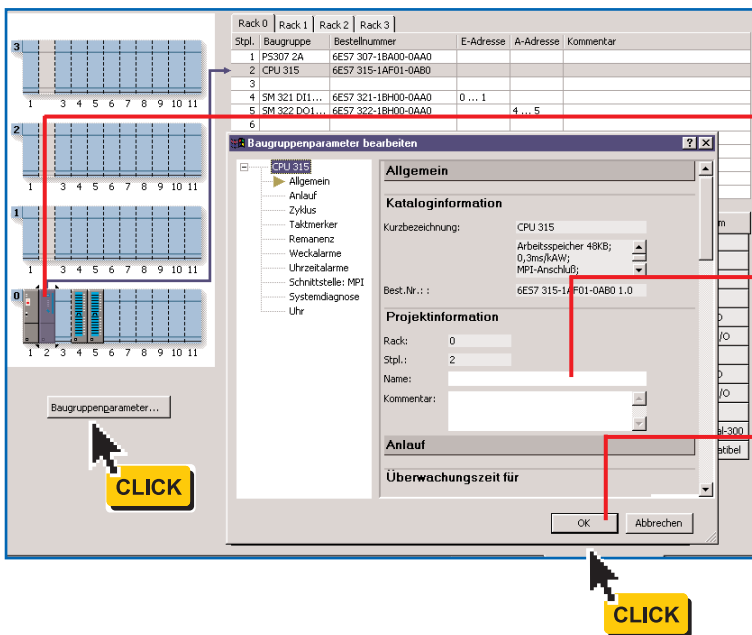 Rack 0 Rack 1 Rack 2 Rack 3
Stpl. Baugruppe Bestellnummer E-Adresse A-Adresse Kommentar
1 PS307 2A 6ES7 307-1BA00-0AA0
2 CPU 315 6ES7 315-1AF01-0AB0
3
4 SM 321 DI1... 6ES7 321-1BH00-0AA0 0 ... 1
5 SM 322 DO1... 6ES7 322-1BH00-0AA0 4 ... 5
6
3
1 3 4 5 6 7 8 9 10 11
2
1 3 4 5 6 7 8 9 10 11
1
1 3 4 5 6 7 8 9 10 11
0
1 2 3 4 5 6 7 8 9 10 11
Baugruppenparameter...
CLICK
Baugruppenparameter bearbeiten
CPU 315
Allgemein
Anlauf
Zyklus
Taktmerker
Remanenz
Weckalarme
Uhrzeitalarme
Schnittstelle: MPI
Systemdiagnose
Uhr
Allgemein
Kataloginformation
Kurzbezeichnung: CPU 315
Arbeitsspeicher 48KB;
0,3ms/kAW;
MPI-Anschluß;
Best.Nr.: : 6ES7 315-1AF01-0AB0 1.0
Projektinformation
Rack: 0
Stpl.: 2
Name:
Kommentar:
Anlauf
Überwachungszeit für
OK Abbrechen
m
/O
/O
al-300
atibel
CLICK